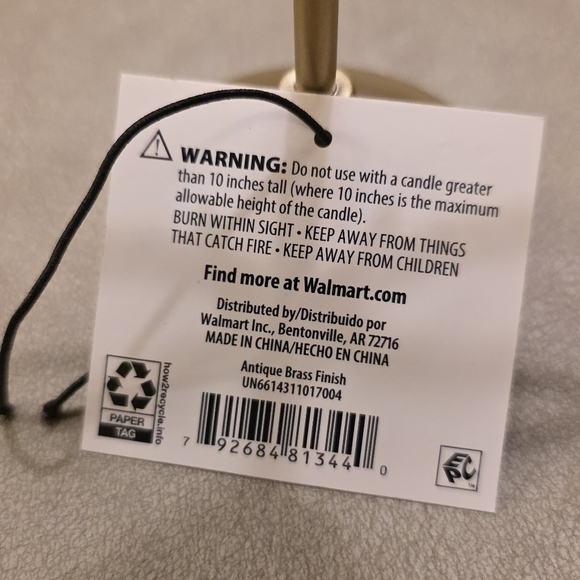 WARNING: Do not use with a candle greater
than 10 inches tall (where 10 inches is the maximum
allowable height of the candle).
BURN WITHIN SIGHT • KEEP AWAY FROM THINGS
THAT CATCH FIRE • KEEP AWAY FROM CHILDREN
Find more at Walmart.com
Distributed by/Distribuido por
Walmart Inc., Bentonville, AR 72716
MADE IN CHINA/HECHO EN CHINA
Antique Brass Finish
UN6614311017004
how2recycle.info
PAPER
TAG
7 92684 81344 0
EPC
TM